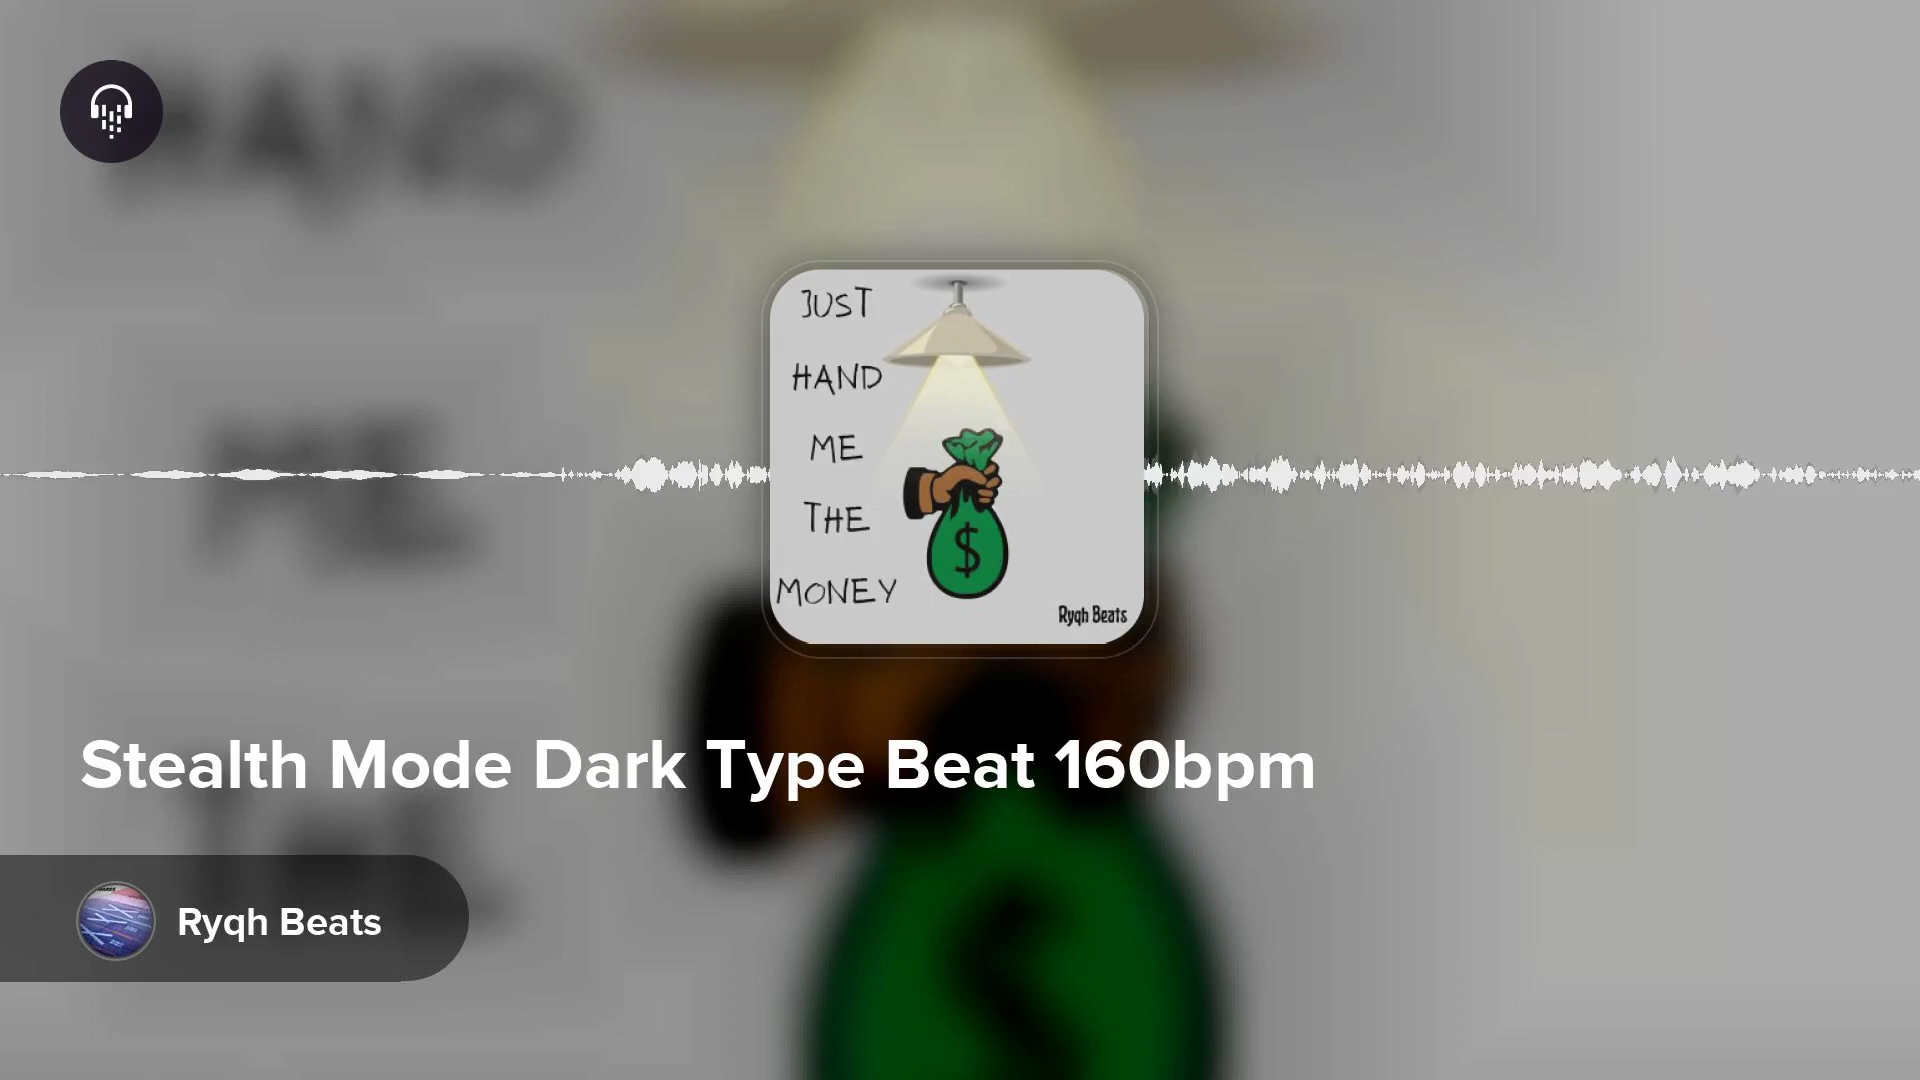 JUST
HAND
ME
THE
MONEY
$
Ryqh Beats
Stealth Mode Dark Type Beat 160bpm
Ryqh Beats